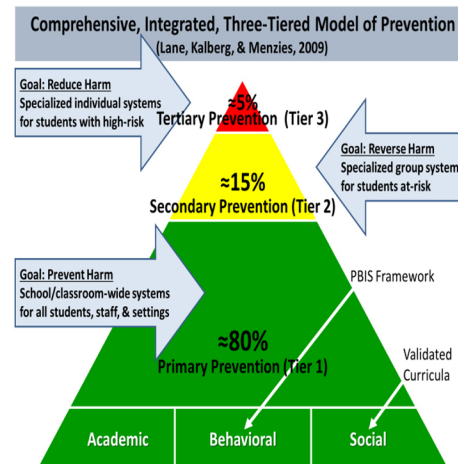 Comprehensive, Integrated, Three-Tiered Model of Prevention
(Lane, Kalberg, & Menzies, 2009)
Goal: Reduce Harm
Specialized individual systems
for students with high-risk
≈5%
Tertiary Prevention (Tier 3)
Goal: Reverse Harm
Specialized group system
for students at-risk
≈15%
Secondary Prevention (Tier 2)
Goal: Prevent Harm
School/classroom-wide systems
for all students, staff, & settings
PBIS Framework
≈80%
Primary Prevention (Tier 1)
Validated
Curricula
Academic
Behavioral
Social